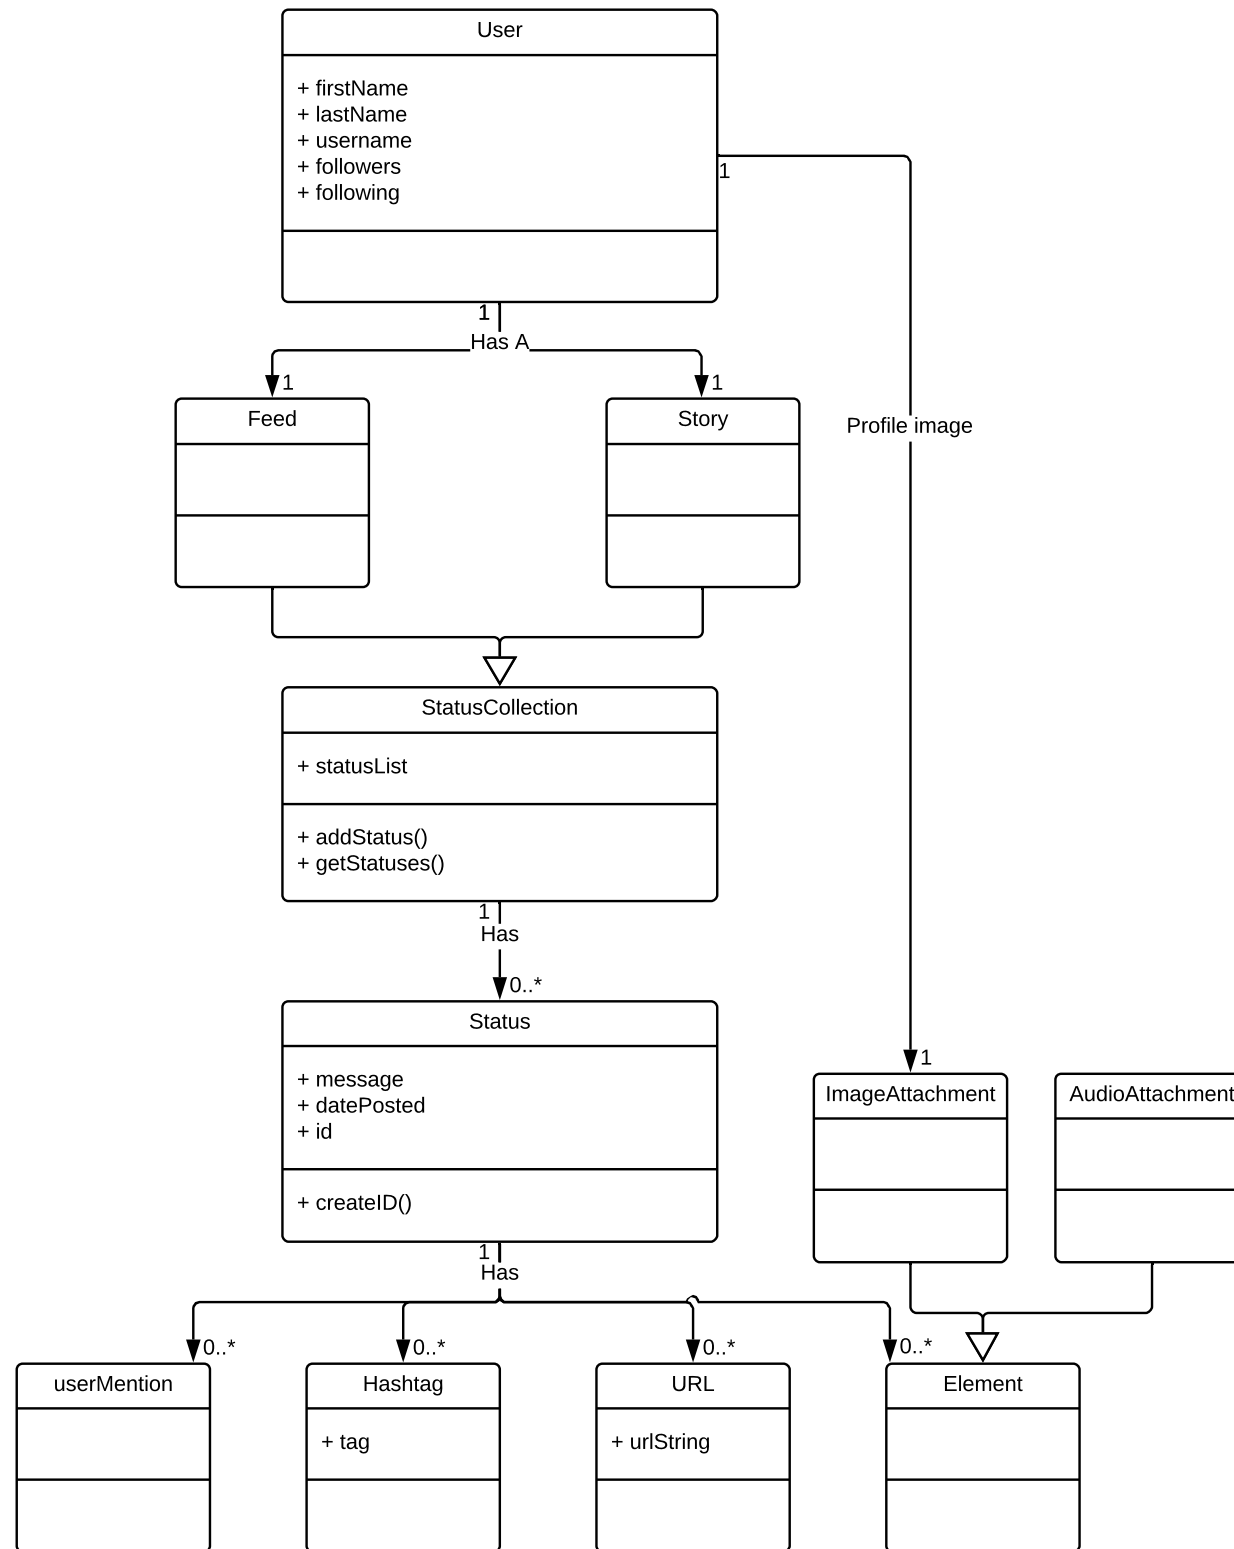 User
+ firstName
+ lastName
+ username
+ followers
+ following
1
1
Has A
1
1
Feed
Story
Profile image
StatusCollection
+ statusList
+ addStatus()
+ getStatuses()
1
Has
0..*
Status
+ message
+ datePosted
+ id
+ createID()
1
ImageAttachment
AudioAttachment
1
Has
0..*
0..*
0..*
0..*
userMention
Hashtag
URL
Element
+ tag
+ urlString